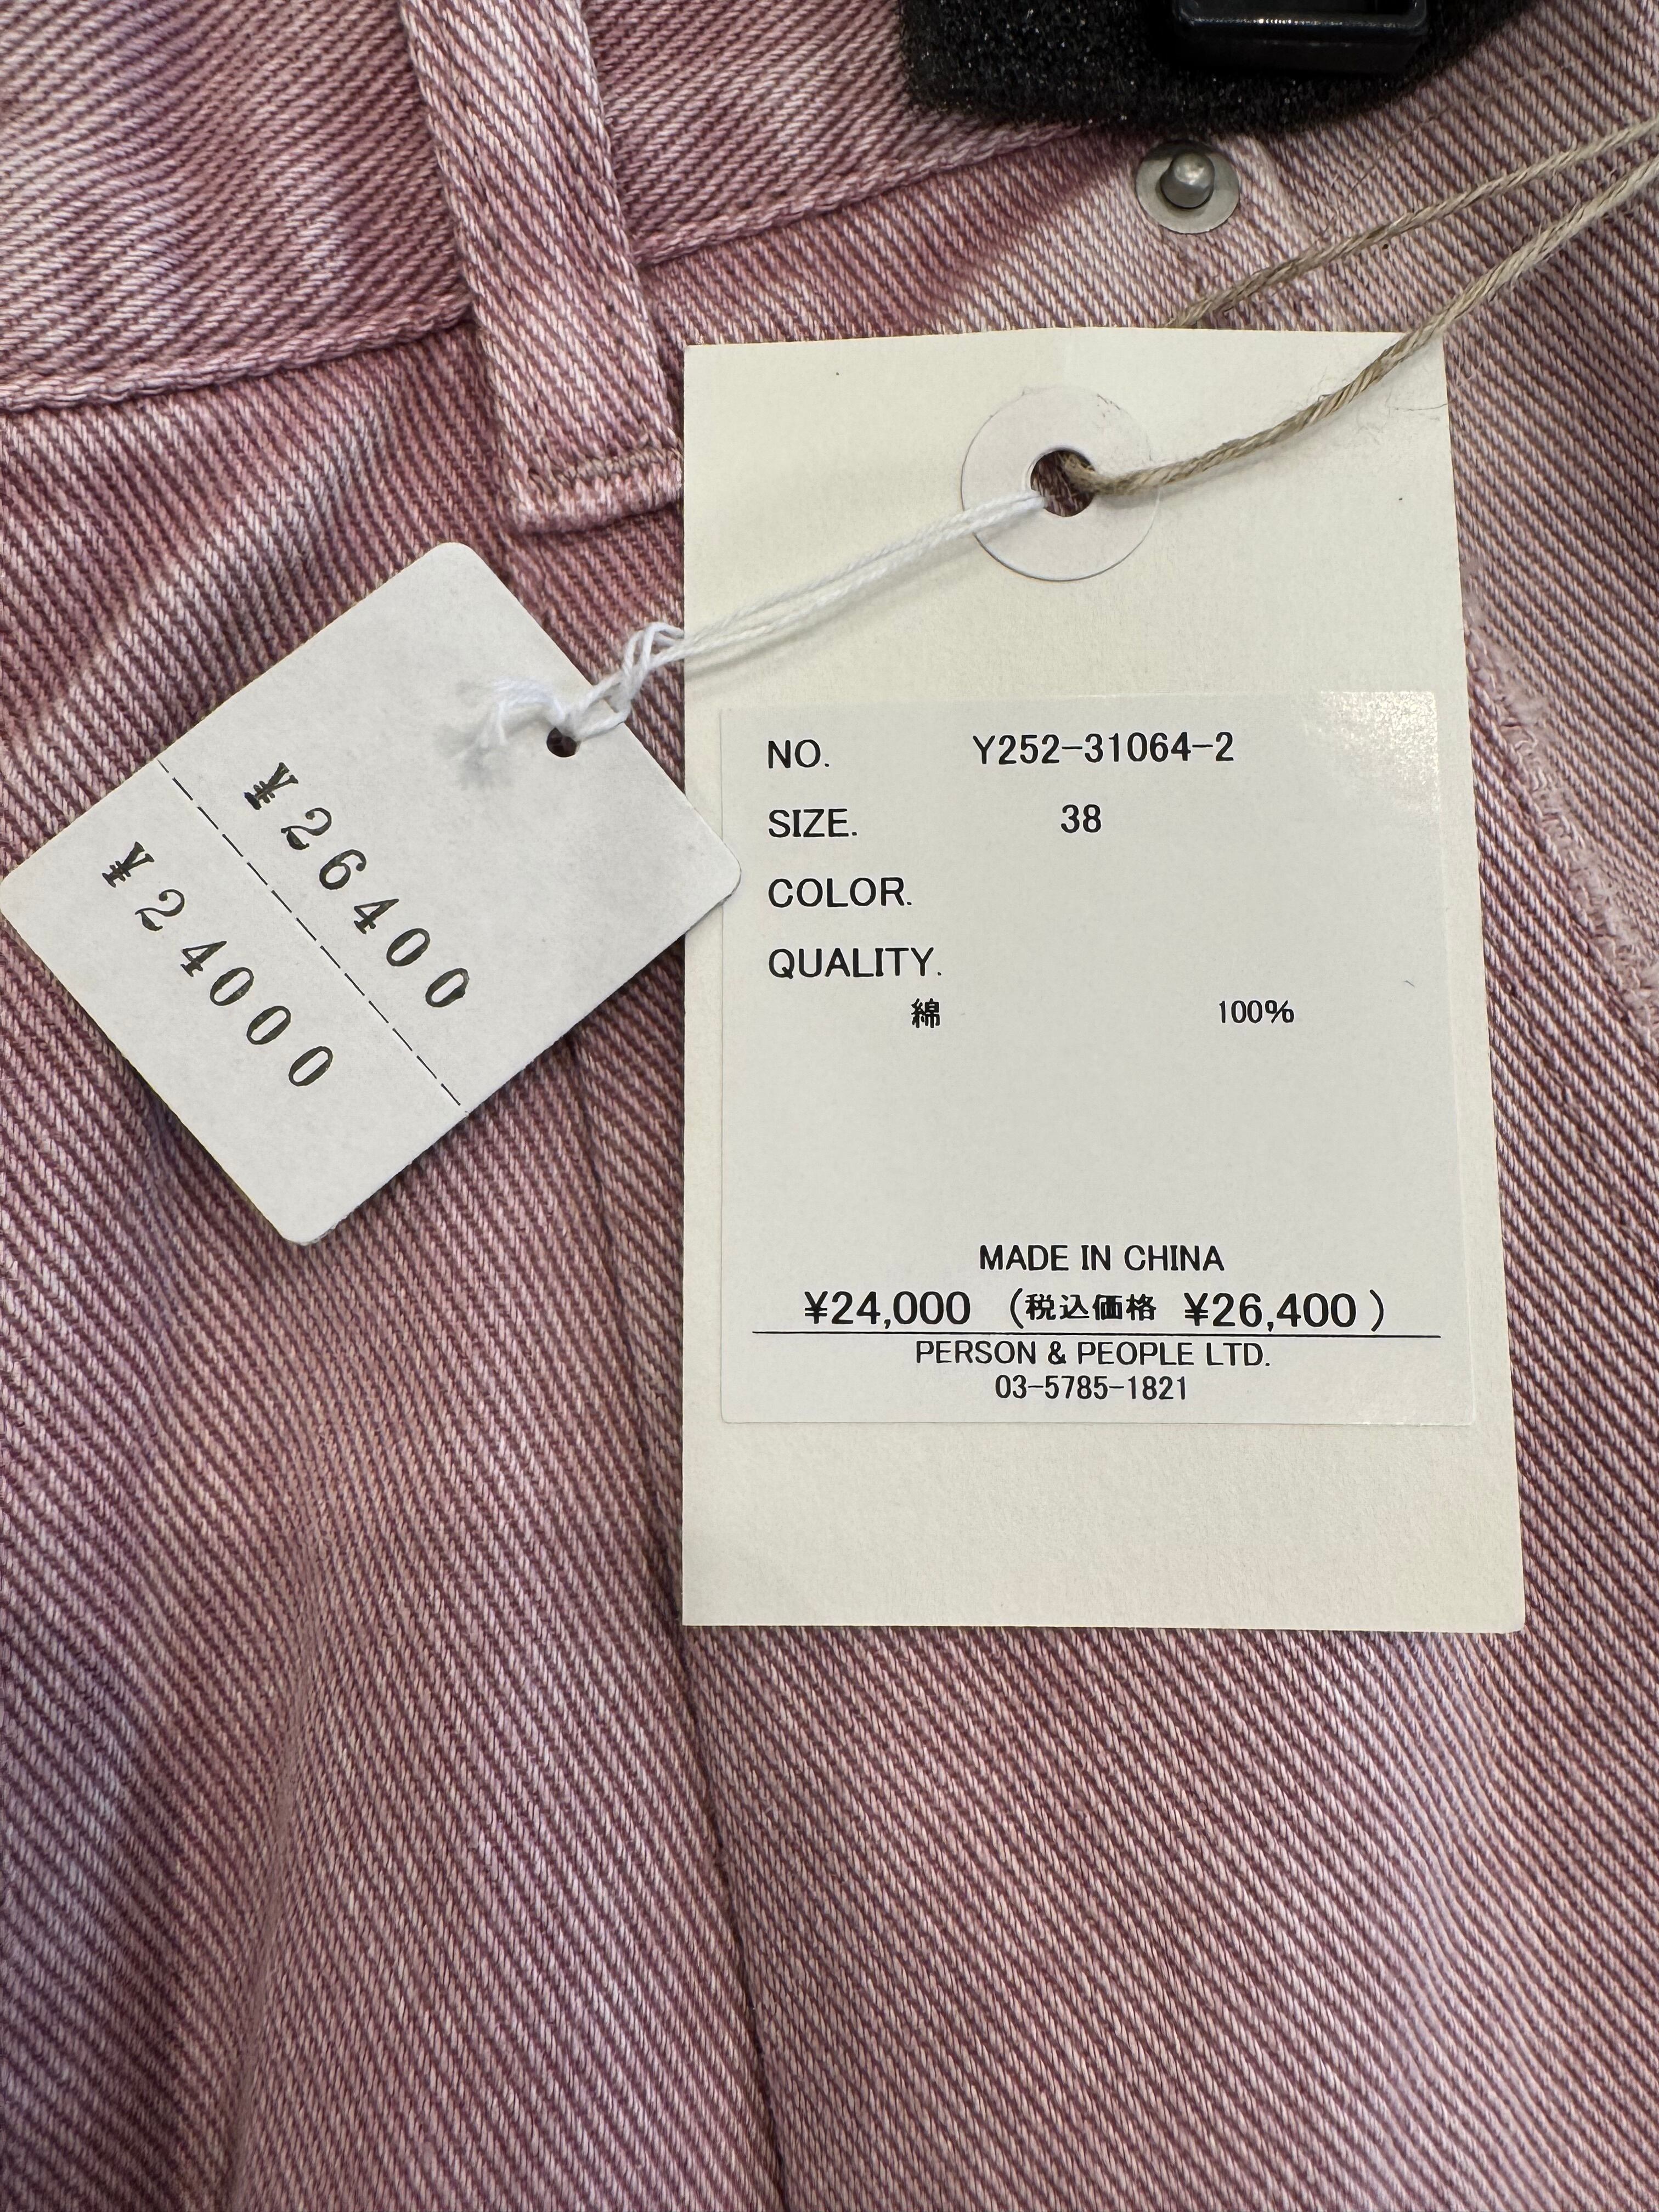 ¥26400
¥24000
NO. Y252-31064-2
SIZE. 38
COLOR.
QUALITY.
綿 100%
MADE IN CHINA
¥24,000 (税込価格 ¥26,400)
PERSON & PEOPLE LTD.
03-5785-1821